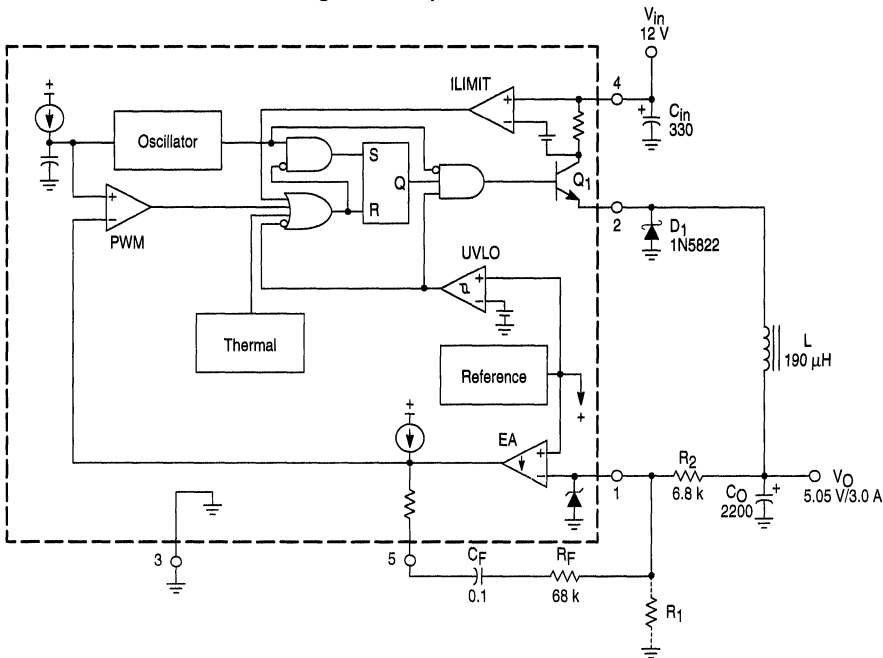 Vin
12 V
+
ILIMIT
4
+
−
+
Cin
330
Oscillator
S
Q
R
Q1
+
−
PWM
2
D1
1N5822
UVLO
+
−
Thermal
L
190 µH
Reference
+
+
EA
+
−
1
R2
6.8 k
VO
5.05 V/3.0 A
CO
2200
+
3
5
CF
0.1
RF
68 k
R1